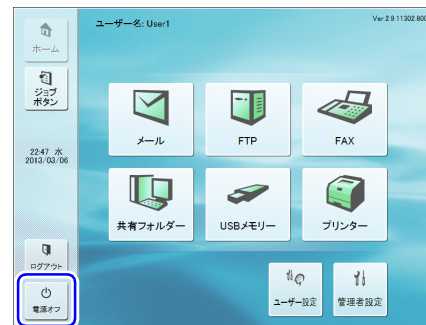 ユーザー名: User1
Ver.2.9.11302.800
ホーム
ジョブ
ボタン
22:47 水
2013/03/06
メール
FTP
FAX
共有フォルダー
USBメモリー
プリンター
ログアウト
電源オフ
ユーザー設定
管理者設定